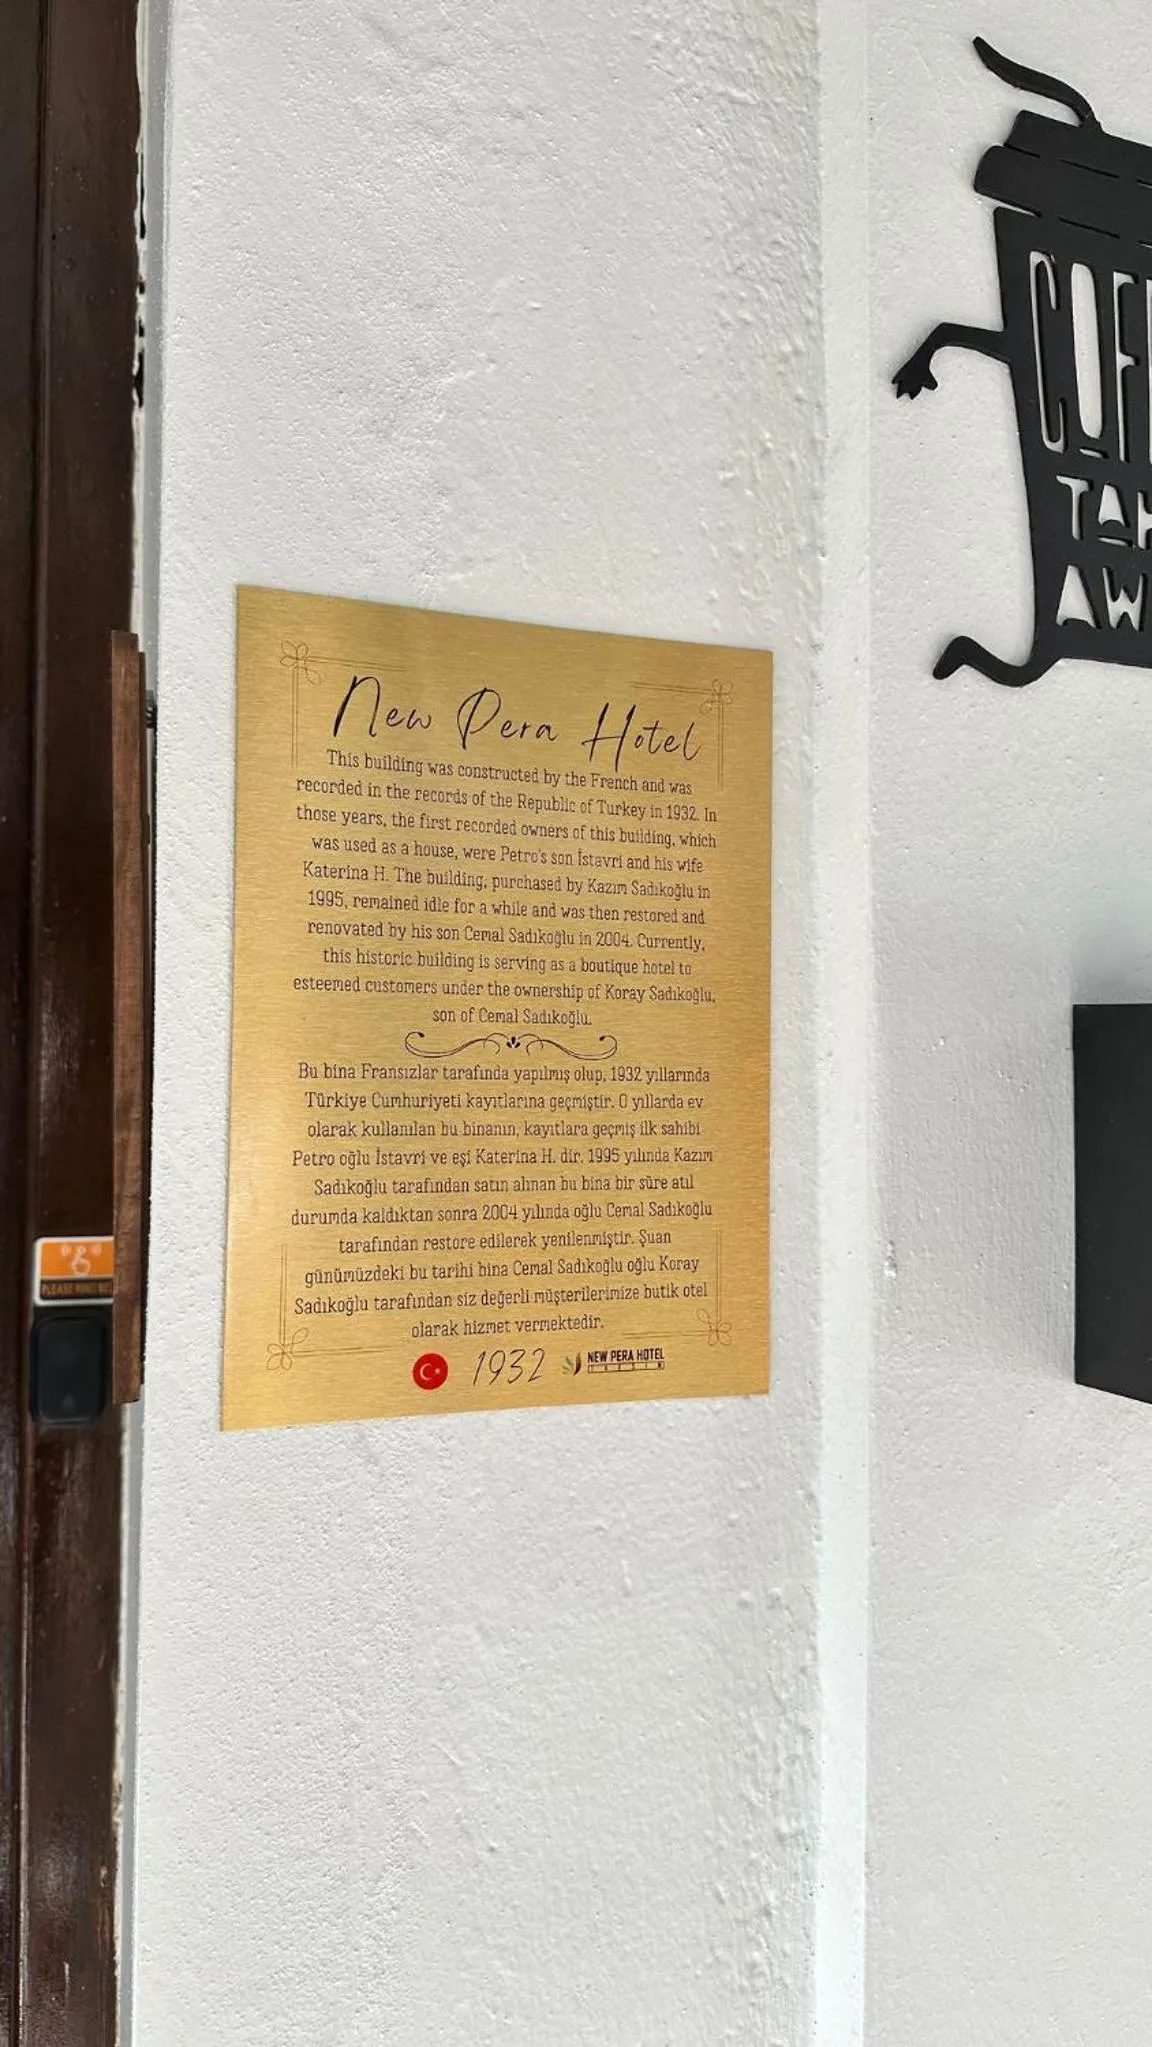 New Pera Hotel
This building was constructed by the French and was
recorded in the records of the Republic of Turkey in 1932. In
those years, the first recorded owners of this building, which
was used as a house, were Petro's son İstavri and his wife
Katerina H. The building, purchased by Kazım Sadıkoğlu in
1995, remained idle for a while and was then restored and
renovated by his son Cemal Sadıkoğlu in 2004. Currently,
this historic building is serving as a boutique hotel to
esteemed customers under the ownership of Koray Sadıkoğlu,
son of Cemal Sadıkoğlu.
Bu bina Fransızlar tarafında yapılmış olup, 1932 yıllarında
Türkiye Cumhuriyeti kayıtlarına geçmiştir. O yıllarda ev
olarak kullanılan bu binanın, kayıtlara geçmiş ilk sahibi
Petro oğlu İstavri ve eşi Katerina H. dir. 1995 yılında Kazım
Sadıkoğlu tarafından satın alınan bu bina bir süre atıl
durumda kaldıktan sonra 2004 yılında oğlu Cemal Sadıkoğlu
tarafından restore edilerek yenilenmiştir. Şuan
günümüzdeki bu tarihi bina Cemal Sadıkoğlu oğlu Koray
Sadıkoğlu tarafından siz değerli müşterilerimize butik otel
olarak hizmet vermektedir.
1932 NEW PERA HOTEL
COFF
TAK
AW
PLEASE RING BE